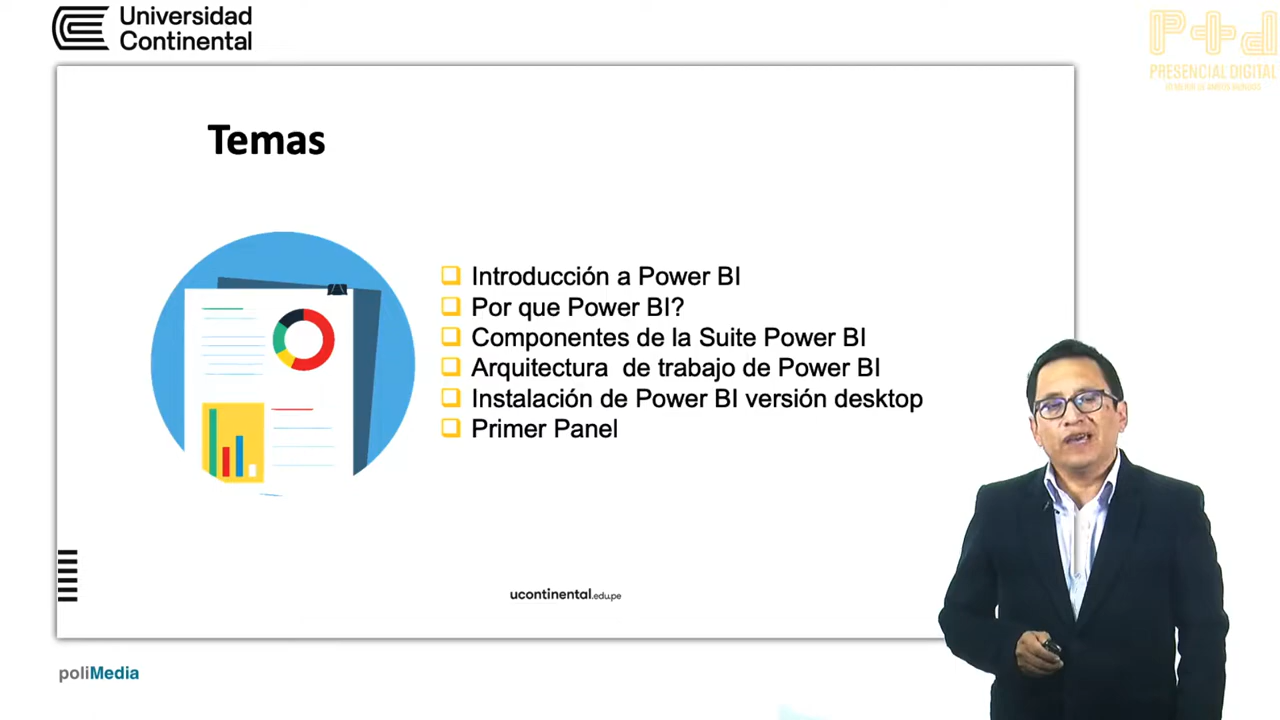 Universidad
Continental
P+d
PRESENCIAL DIGITAL
Temas
Introducción a Power BI
Por que Power BI?
Componentes de la Suite Power BI
Arquitectura  de trabajo de Power BI
Instalación de Power BI versión desktop
Primer Panel
ucontinental.edu.pe
poliMedia